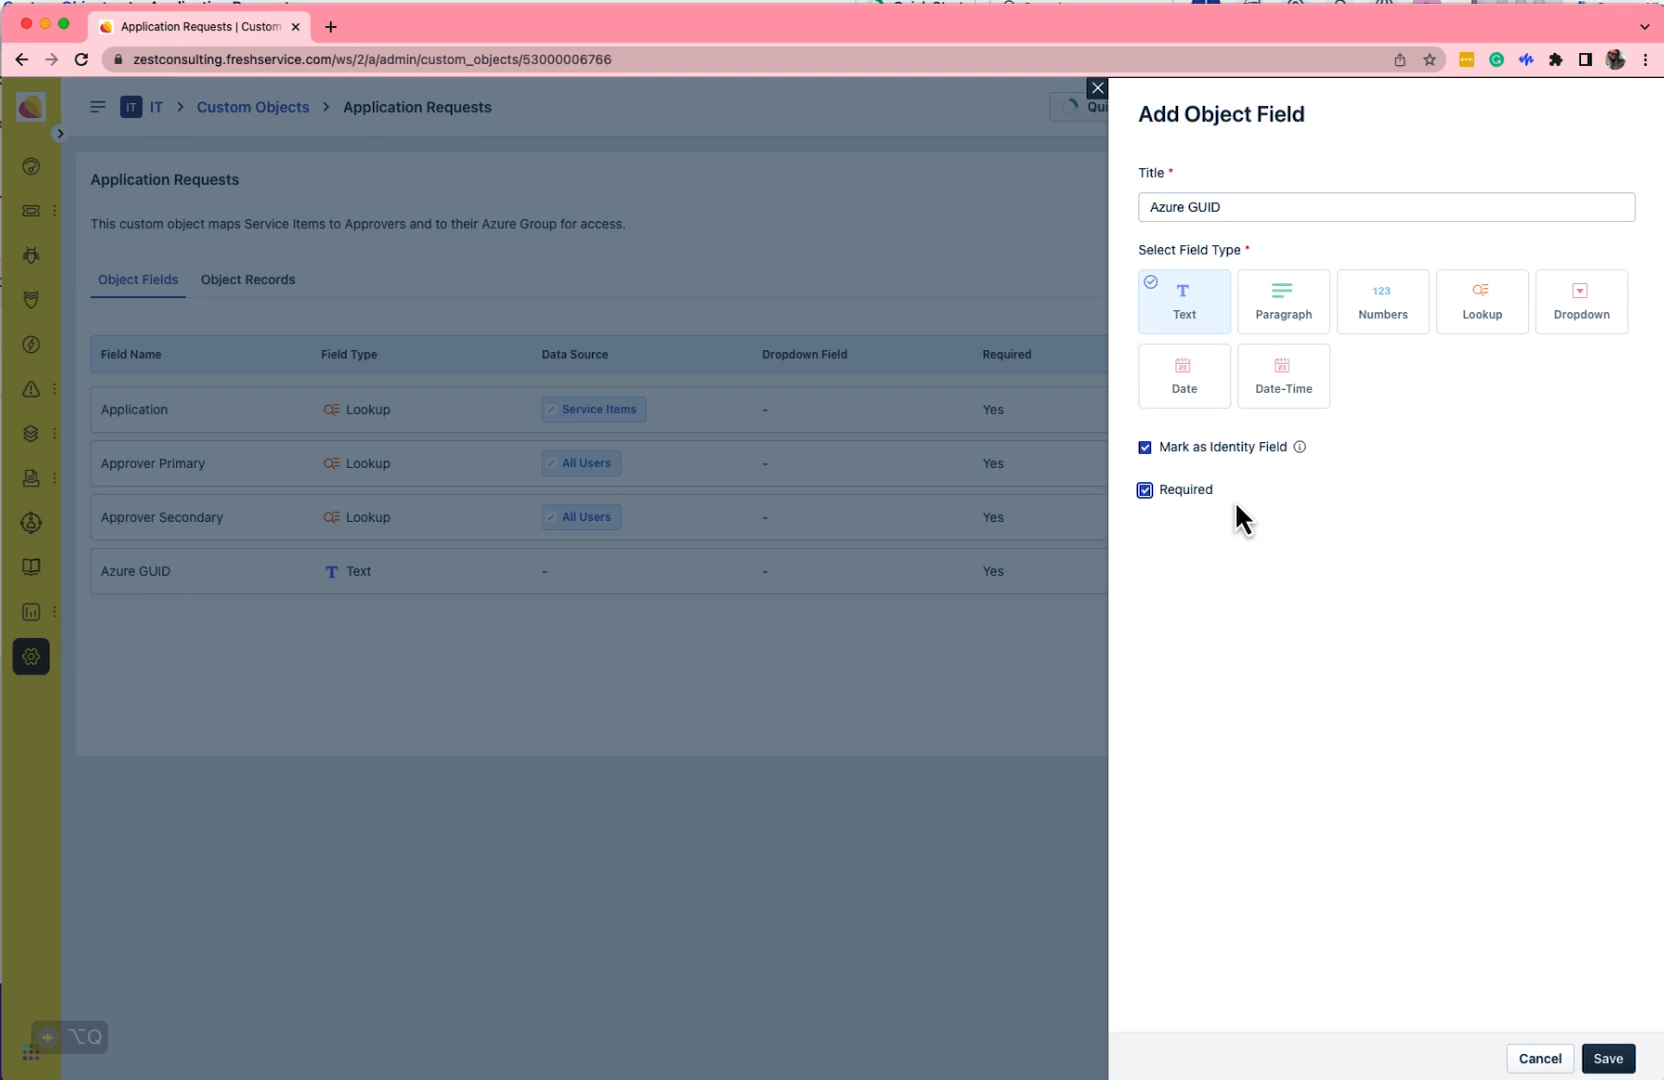 Application Requests | Custom
zestconsulting.freshservice.com/ws/2/a/admin/custom_objects/53000006766
IT IT > Custom Objects > Application Requests
Application Requests
This custom object maps Service Items to Approvers and to their Azure Group for access.
Object Fields Object Records
Field Name Field Type Data Source Dropdown Field Required
Application Lookup Service Items - Yes
Approver Primary Lookup All Users - Yes
Approver Secondary Lookup All Users - Yes
Azure GUID T Text - - Yes
⌥Q
Add Object Field
Title *
Azure GUID
Select Field Type *
T 123
Text Paragraph Numbers Lookup Dropdown
23 23
Date Date-Time
Mark as Identity Field
Required
Cancel Save